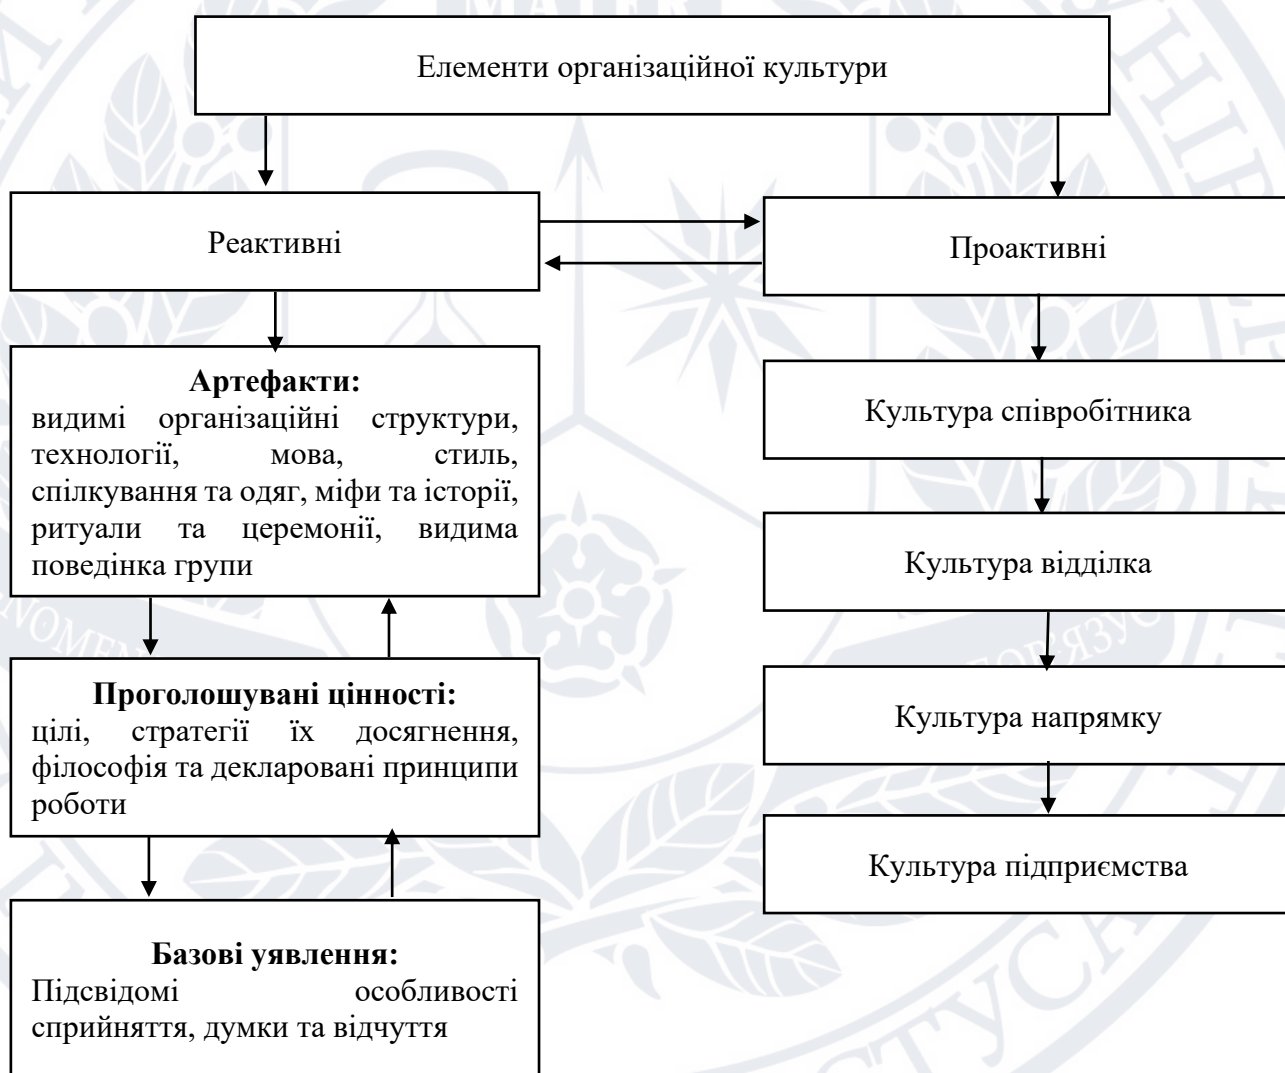 Елементи організаційної культури
Реактивні
Проактивні
Артефакти:
видимі організаційні структури,
технології, мова, стиль,
спілкування та одяг, міфи та історії,
ритуали та церемонії, видима
поведінка групи
Проголошувані цінності:
цілі, стратегії їх досягнення,
філософія та декларовані принципи
роботи
Базові уявлення:
Підсвідомі особливості
сприйняття, думки та відчуття
Культура співробітника
Культура відділка
Культура напрямку
Культура підприємства